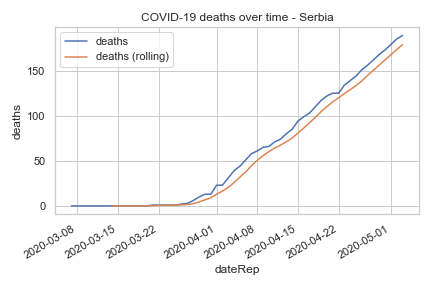 COVID-19 deaths over time - Serbia
deaths
deaths (rolling)
deaths
150
100
50
0
2020-03-08
2020-03-15
2020-03-22
2020-04-01
2020-04-08
2020-04-15
2020-04-22
2020-05-01
dateRep